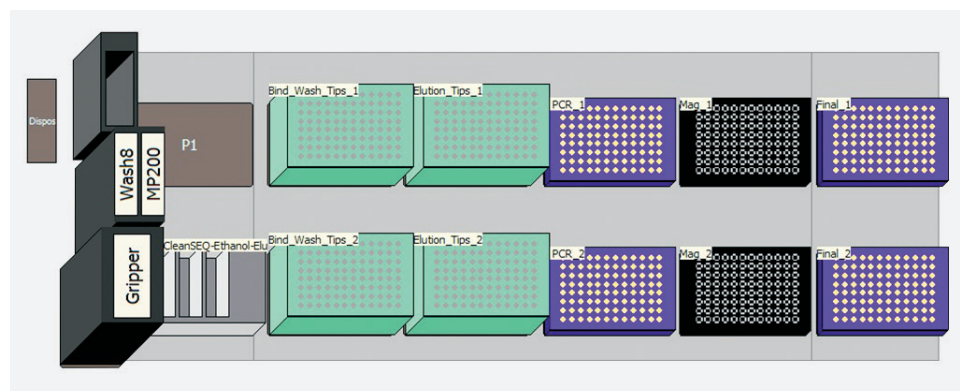 Bind_Wash_Tips_1
Elution_Tips_1
PCR_1
Mag_1
Final_1
Dispos
P1
Wash8
MP200
Gripper
CleanSEQ-Ethanol-Elu
Bind_Wash_Tips_2
Elution_Tips_2
PCR_2
Mag_2
Final_2